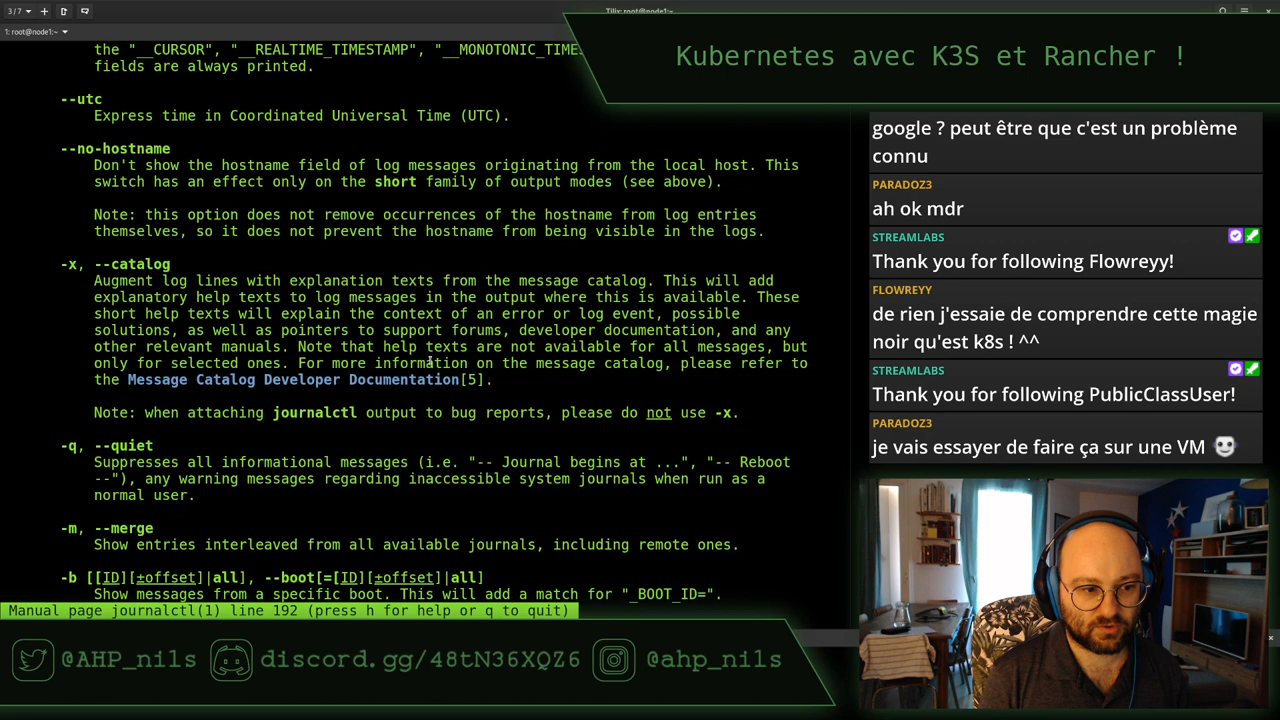 3 / 7
Tilix: root@node1:~
1: root@node1:~
Kubernetes avec K3S et Rancher !
the "__CURSOR", "__REALTIME_TIMESTAMP", "__MONOTONIC_TIMES
fields are always printed.
--utc
Express time in Coordinated Universal Time (UTC).
--no-hostname
Don't show the hostname field of log messages originating from the local host. This
switch has an effect only on the short family of output modes (see above).
Note: this option does not remove occurrences of the hostname from log entries
themselves, so it does not prevent the hostname from being visible in the logs.
-x, --catalog
Augment log lines with explanation texts from the message catalog. This will add
explanatory help texts to log messages in the output where this is available. These
short help texts will explain the context of an error or log event, possible
solutions, as well as pointers to support forums, developer documentation, and any
other relevant manuals. Note that help texts are not available for all messages, but
only for selected ones. For more information on the message catalog, please refer to
the Message Catalog Developer Documentation[5].
Note: when attaching journalctl output to bug reports, please do not use -x.
-q, --quiet
Suppresses all informational messages (i.e. "-- Journal begins at ...", "-- Reboot
--"), any warning messages regarding inaccessible system journals when run as a
normal user.
-m, --merge
Show entries interleaved from all available journals, including remote ones.
-b [[ID][±offset]|all], --boot[=[ID][±offset]|all]
Show messages from a specific boot. This will add a match for "_BOOT_ID=".
Manual page journalctl(1) line 192 (press h for help or q to quit)
google ? peut être que c'est un problème
connu
PARADOZ3
ah ok mdr
STREAMLABS
Thank you for following Flowreyy!
FLOWREYY
de rien j'essaie de comprendre cette magie
noir qu'est k8s ! ^^
STREAMLABS
Thank you for following PublicClassUser!
PARADOZ3
je vais essayer de faire ça sur une VM
@AHP_nils
discord.gg/48tN36XQZ6
@ahp_nils